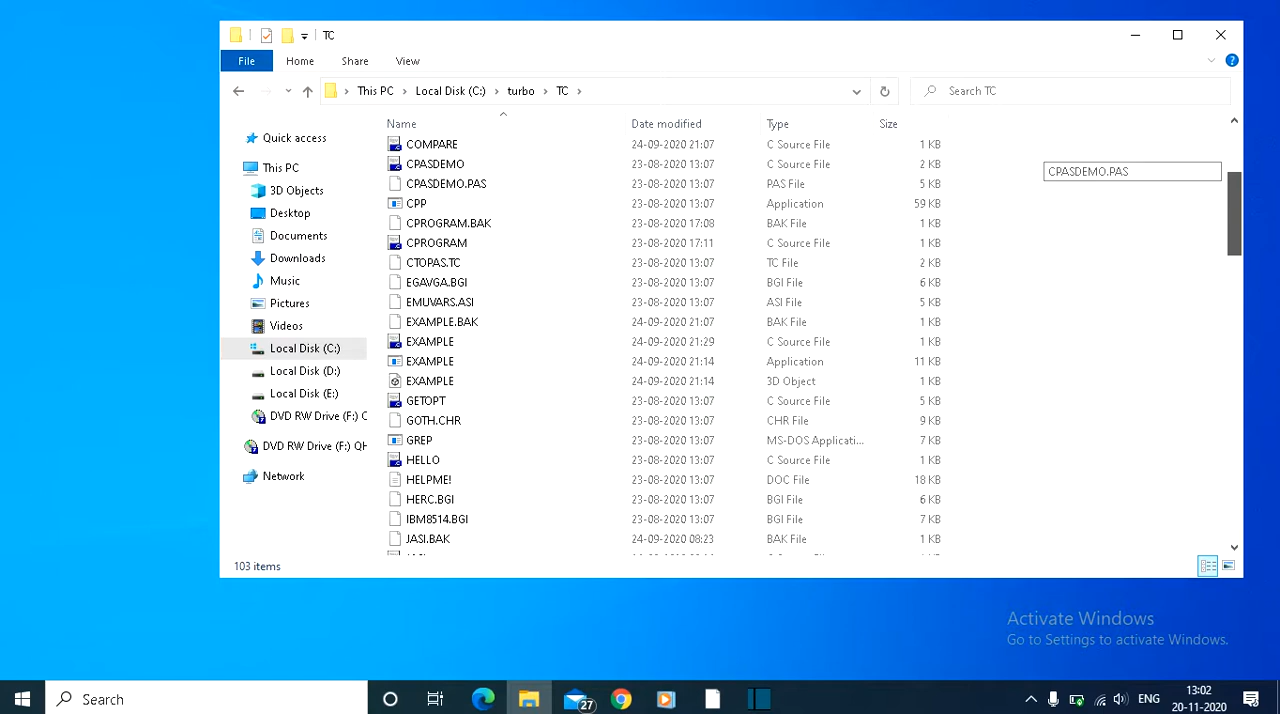 TC
File Home Share View
This PC Local Disk (C:) turbo TC Search TC
Name Date modified Type Size
COMPARE 24-09-2020 21:07 C Source File 1 KB
CPASDEMO 23-08-2020 13:07 C Source File 2 KB
CPASDEMO.PAS
CPASDEMO.PAS 23-08-2020 13:07 PAS File 5 KB
CPP 23-08-2020 13:07 Application 59 KB
CPROGRAM.BAK 23-08-2020 17:08 BAK File 1 KB
CPROGRAM 23-08-2020 17:11 C Source File 1 KB
CTOPAS.TC 23-08-2020 13:07 TC File 2 KB
EGAVGA.BGI 23-08-2020 13:07 BGI File 6 KB
EMUVARS.ASI 23-08-2020 13:07 ASI File 5 KB
EXAMPLE.BAK 24-09-2020 21:07 BAK File 1 KB
EXAMPLE 24-09-2020 21:29 C Source File 1 KB
EXAMPLE 24-09-2020 21:14 Application 11 KB
EXAMPLE 24-09-2020 21:14 3D Object 1 KB
GETOPT 23-08-2020 13:07 C Source File 5 KB
GOTH.CHR 23-08-2020 13:07 CHR File 9 KB
GREP 23-08-2020 13:07 MS-DOS Applicati... 7 KB
HELLO 23-08-2020 13:07 C Source File 1 KB
HELPME! 23-08-2020 13:07 DOC File 18 KB
HERC.BGI 23-08-2020 13:07 BGI File 6 KB
IBM8514.BGI 23-08-2020 13:07 BGI File 7 KB
JASI.BAK 24-09-2020 08:23 BAK File 1 KB
Quick access
This PC
3D Objects
Desktop
Documents
Downloads
Music
Pictures
Videos
Local Disk (C:)
Local Disk (D:)
Local Disk (E:)
DVD RW Drive (F:) C
DVD RW Drive (F:) QH
Network
103 items
Activate Windows
Go to Settings to activate Windows.
Search
27
ENG
13:02
20-11-2020